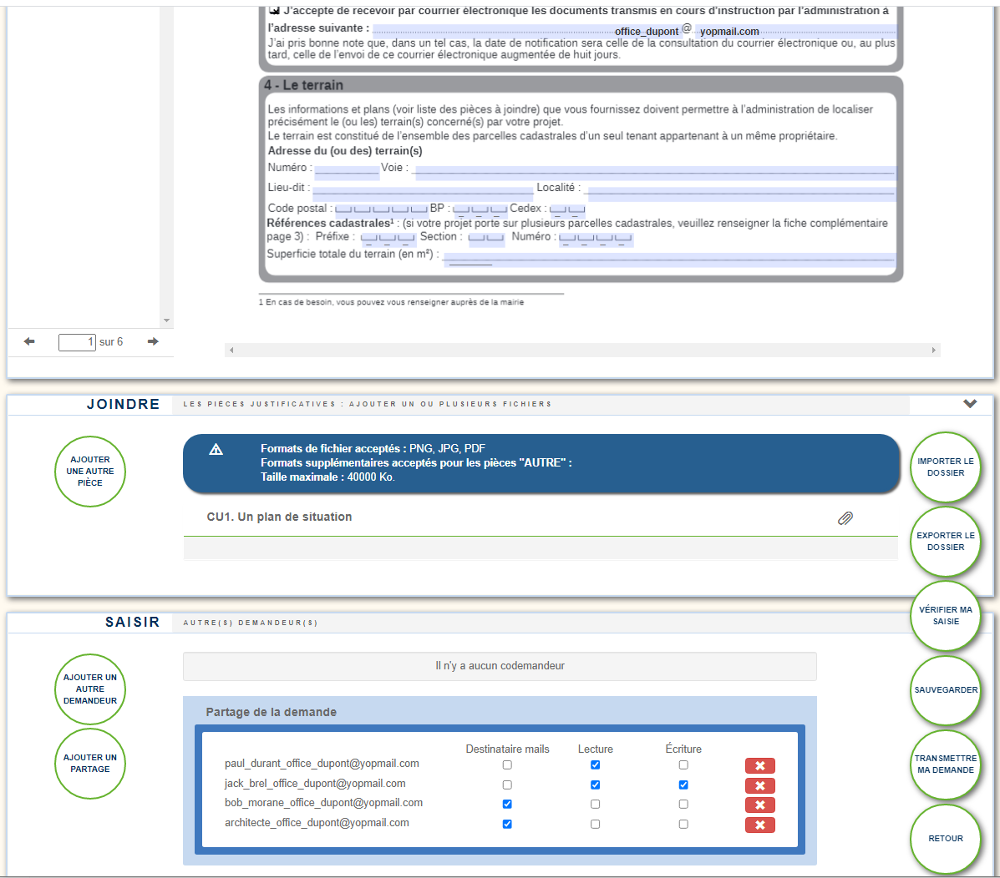 J'accepte de recevoir par courrier électronique les documents transmis en cours d'instruction par l'administration à
l'adresse suivante : office_dupont @ yopmail.com
J'ai pris bonne note que, dans un tel cas, la date de notification sera celle de la consultation du courrier électronique ou, au plus
tard, celle de l'envoi de ce courrier électronique augmentée de huit jours.
4 - Le terrain
Les informations et plans (voir liste des pièces à joindre) que vous fournissez doivent permettre à l'administration de localiser
précisément le (ou les) terrain(s) concerné(s) par votre projet.
Le terrain est constitué de l'ensemble des parcelles cadastrales d'un seul tenant appartenant à un même propriétaire.
Adresse du (ou des) terrain(s)
Numéro : Voie :
Lieu-dit : Localité :
Code postal : BP : Cedex :
Références cadastrales¹ : (si votre projet porte sur plusieurs parcelles cadastrales, veuillez renseigner la fiche complémentaire
page 3) : Préfixe : Section : Numéro :
Superficie totale du terrain (en m²) :
1 En cas de besoin, vous pouvez vous renseigner auprès de la mairie
1 sur 6
JOINDRE LES PIÈCES JUSTIFICATIVES : AJOUTER UN OU PLUSIEURS FICHIERS
AJOUTER
UNE AUTRE
PIÈCE
Formats de fichier acceptés : PNG, JPG, PDF
Formats supplémentaires acceptés pour les pièces "AUTRE" :
Taille maximale : 40000 Ko.
CU1. Un plan de situation
IMPORTER LE
DOSSIER
EXPORTER LE
DOSSIER
VÉRIFIER MA
SAISIE
SAUVEGARDER
TRANSMETTRE
MA DEMANDE
RETOUR
SAISIR AUTRE(S) DEMANDEUR(S)
AJOUTER UN
AUTRE
DEMANDEUR
AJOUTER UN
PARTAGE
Il n'y a aucun codemandeur
Partage de la demande
Destinataire mails Lecture Écriture
paul_durant_office_dupont@yopmail.com
jack_brel_office_dupont@yopmail.com
bob_morane_office_dupont@yopmail.com
architecte_office_dupont@yopmail.com